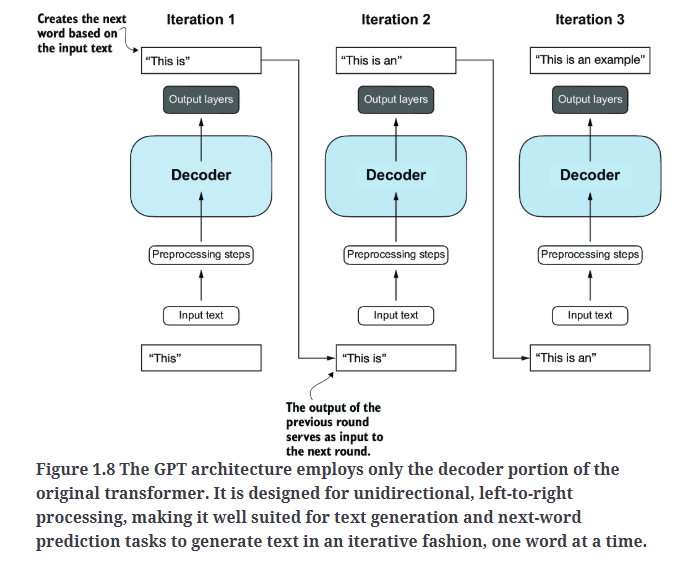 Creates the next
word based on
the input text
Iteration 1
"This is"
Output layers
Decoder
Preprocessing steps
Input text
"This"
Iteration 2
"This is an"
Output layers
Decoder
Preprocessing steps
Input text
"This is"
The output of the
previous round
serves as input to
the next round.
Iteration 3
"This is an example"
Output layers
Decoder
Preprocessing steps
Input text
"This is an"
Figure 1.8 The GPT architecture employs only the decoder portion of the
original transformer. It is designed for unidirectional, left-to-right
processing, making it well suited for text generation and next-word
prediction tasks to generate text in an iterative fashion, one word at a time.